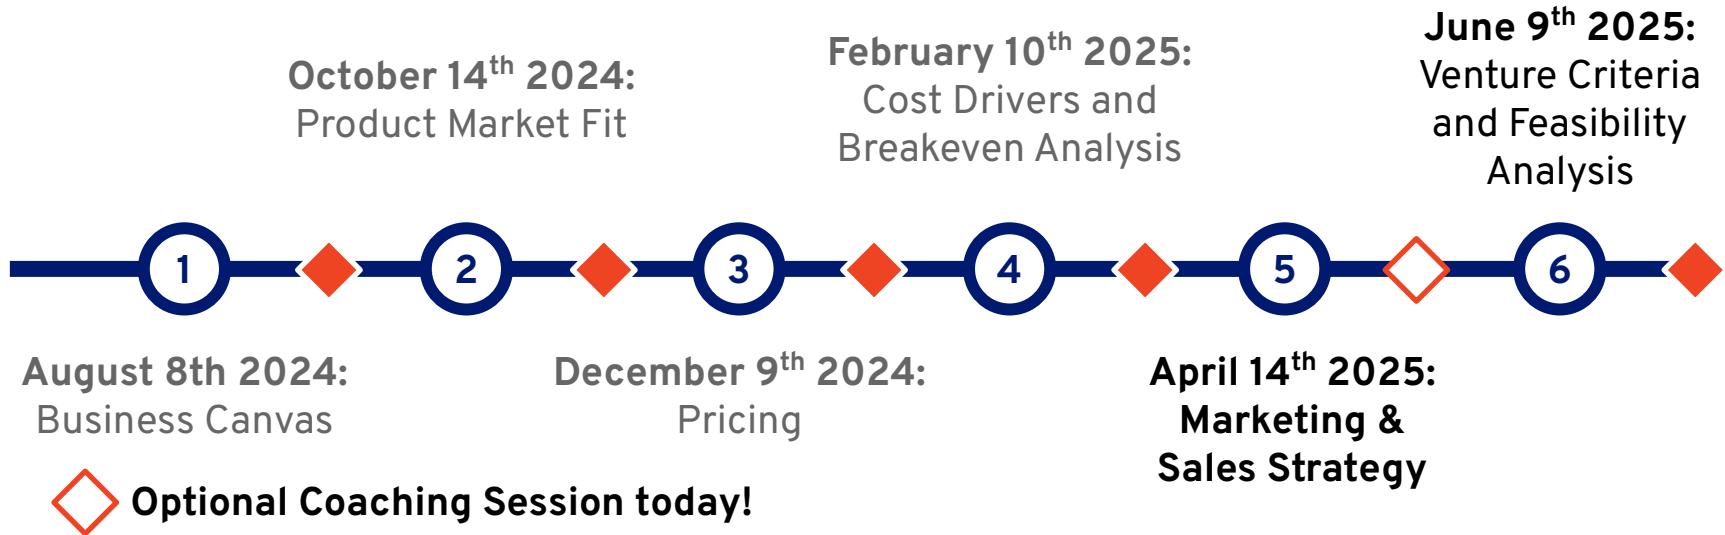 October 14th 2024:
Product Market Fit
February 10th 2025:
Cost Drivers and
Breakeven Analysis
June 9th 2025:
Venture Criteria
and Feasibility
Analysis
1
2
3
4
5
6
August 8th 2024:
Business Canvas
December 9th 2024:
Pricing
April 14th 2025:
Marketing &
Sales Strategy
Optional Coaching Session today!